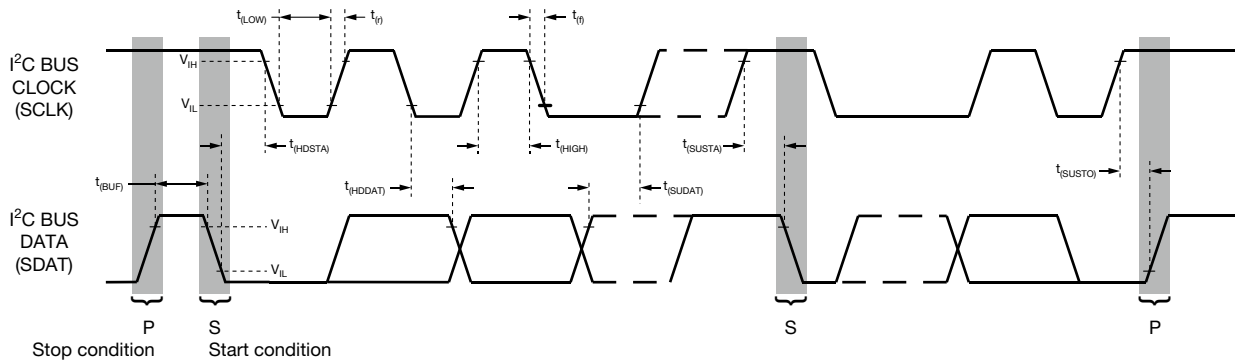 t(LOW)
t(r)
t(f)
I²C BUS
CLOCK
(SCLK)
VIH
VIL
t(HDSTA)
t(HIGH)
t(SUSTA)
t(BUF)
t(HDDAT)
t(SUDAT)
t(SUSTO)
I²C BUS
DATA
(SDAT)
VIH
VIL
P
S
S
P
Stop condition
Start condition